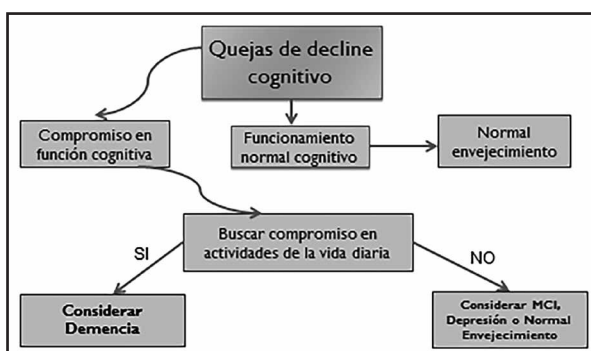 Quejas de decline
cognitivo
Compromiso en
función cognitiva
Funcionamiento
normal cognitivo
Normal
envejecimiento
Buscar compromiso en
actividades de la vida diaria
SI
NO
Considerar
Demencia
Considerar MCI,
Depresión o Normal
Envejecimiento